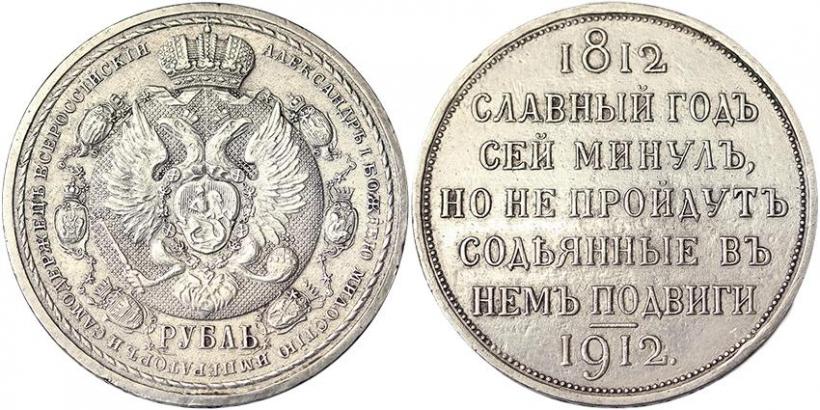 АЛЕКСАНДРЪ I БОЖІЕЮ МИЛОСТІЮ ИМПЕРАТОРЪ И САМОДЕРЖЕЦЪ ВСЕРОССІЙСКІЙ
РУБЛЬ
1812
СЛАВНЫЙ ГОДЪ
СЕЙ МИНУЛЪ,
НО НЕ ПРОЙДУТЪ
СОДѢЯННЫЕ ВЪ
НЕМЪ ПОДВИГИ
1912.